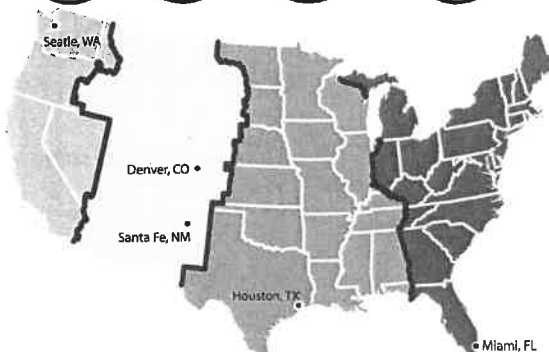 Seatle, WA
Denver, CO
Santa Fe, NM
Houston, TX
Miami, FL